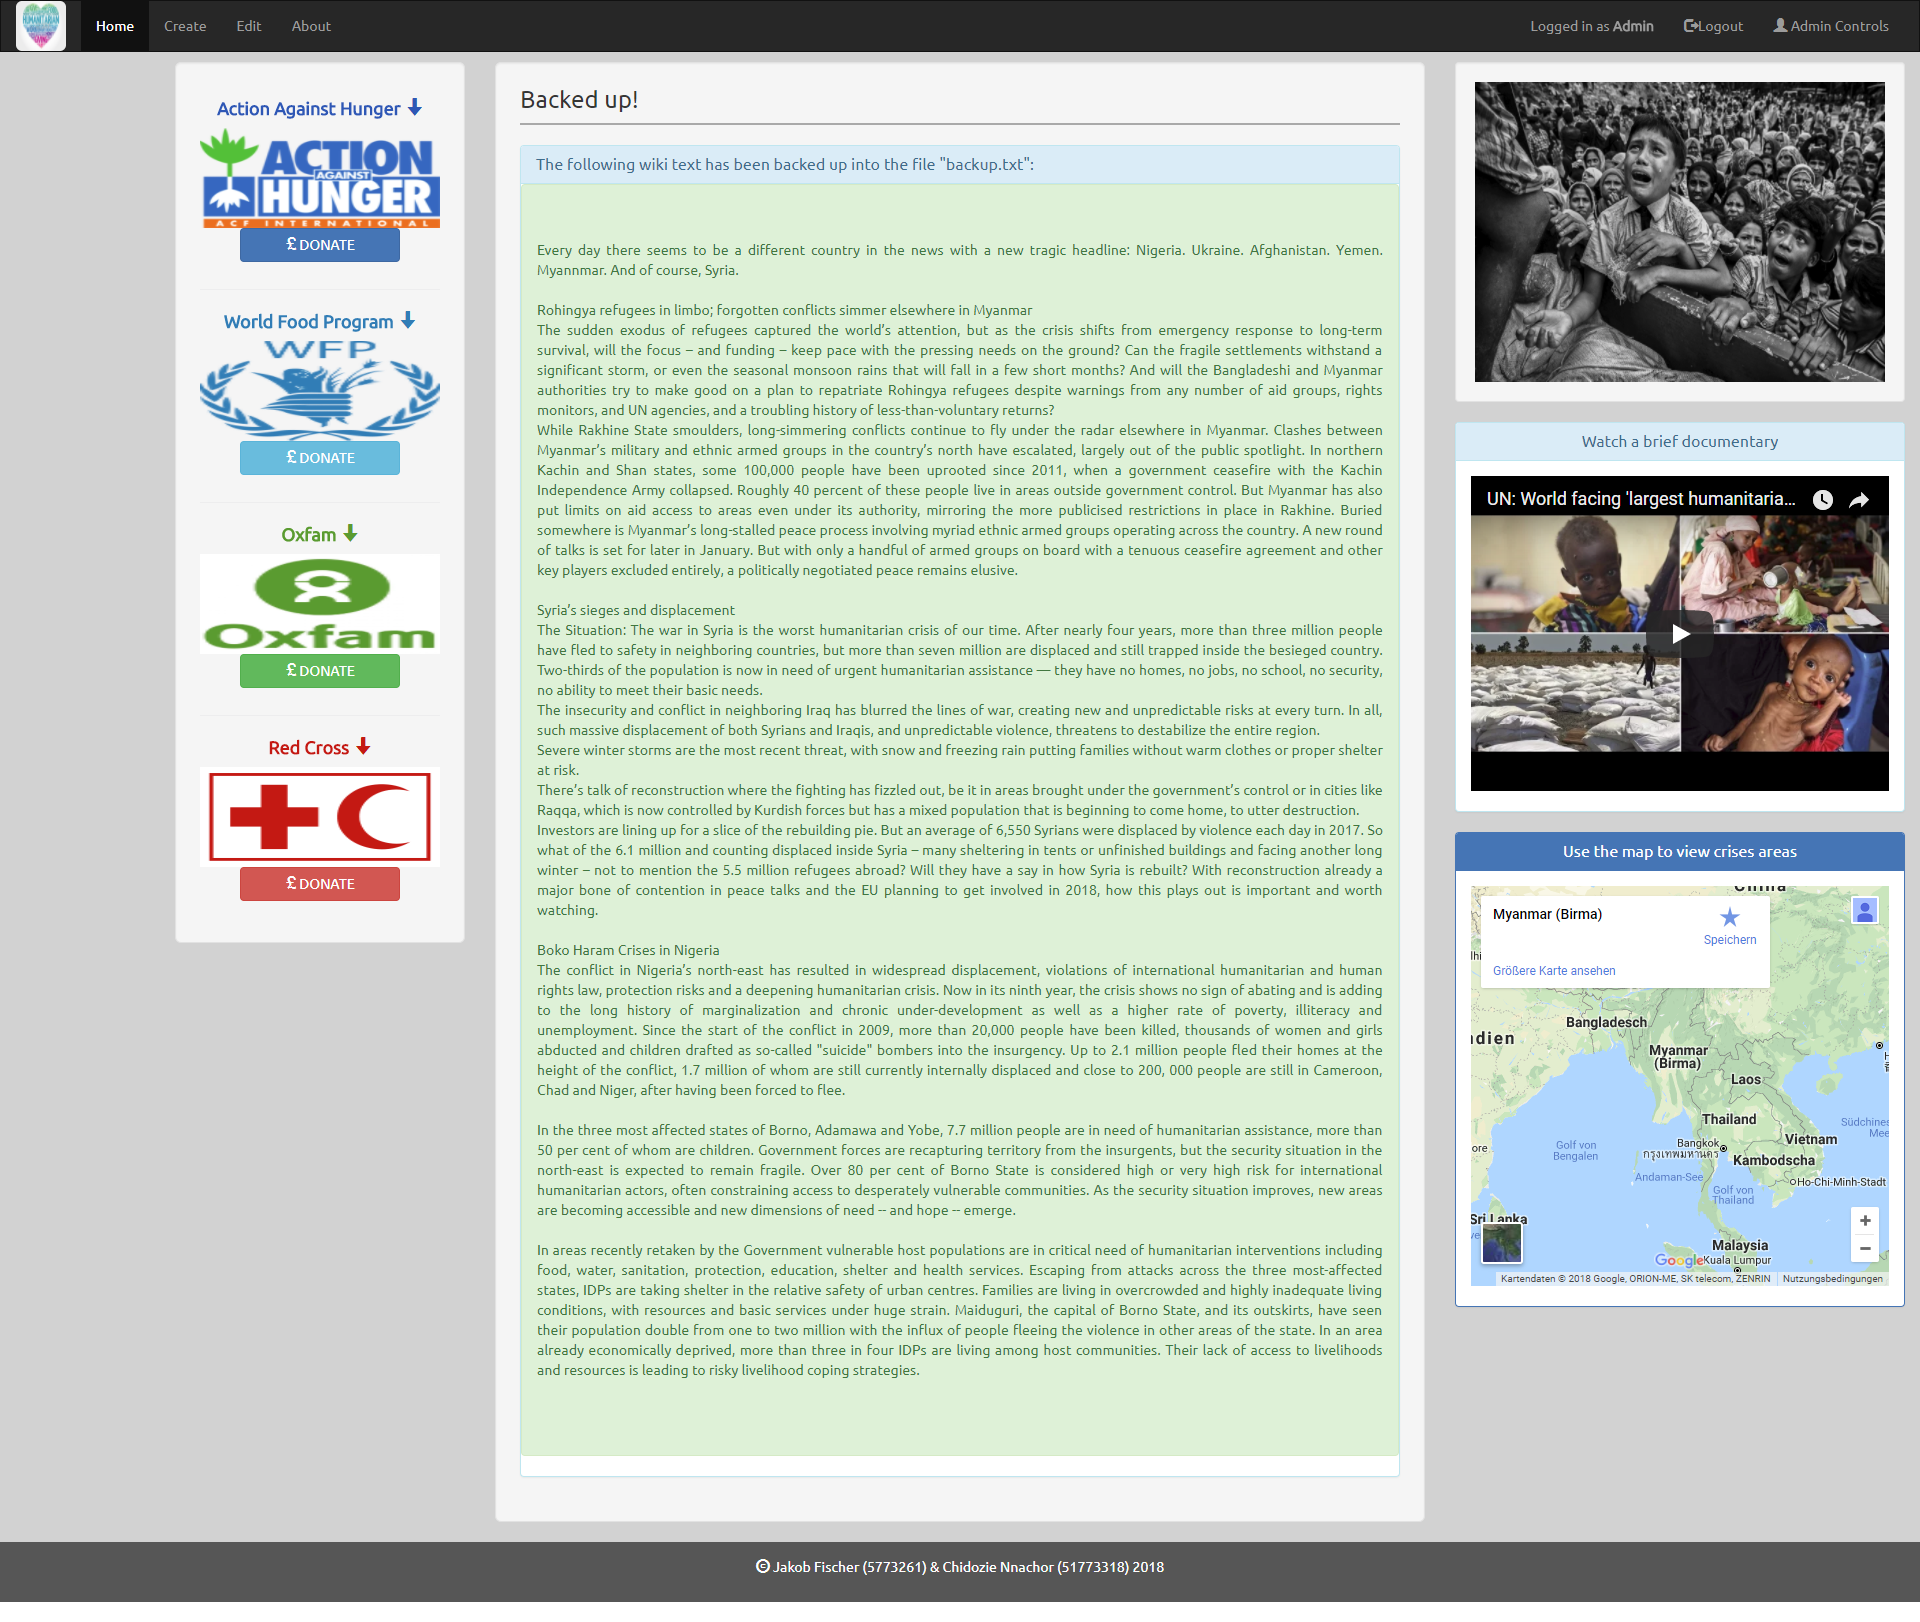 Home
Create
Edit
About
Logged in as Admin
Logout
Admin Controls
Action Against Hunger
ACTION
AGAINST
HUNGER
ACF INTERNATIONAL
£ DONATE
World Food Program
WFP
£ DONATE
Oxfam
Oxfam
£ DONATE
Red Cross
£ DONATE
Backed up!
The following wiki text has been backed up into the file "backup.txt":
Every day there seems to be a different country in the news with a new tragic headline: Nigeria. Ukraine. Afghanistan. Yemen.
Myannmar. And of course, Syria.
Rohingya refugees in limbo; forgotten conflicts simmer elsewhere in Myanmar
The sudden exodus of refugees captured the world’s attention, but as the crisis shifts from emergency response to long-term
survival, will the focus – and funding – keep pace with the pressing needs on the ground? Can the fragile settlements withstand a
significant storm, or even the seasonal monsoon rains that will fall in a few short months? And will the Bangladeshi and Myanmar
authorities try to make good on a plan to repatriate Rohingya refugees despite warnings from any number of aid groups, rights
monitors, and UN agencies, and a troubling history of less-than-voluntary returns?
While Rakhine State smoulders, long-simmering conflicts continue to fly under the radar elsewhere in Myanmar. Clashes between
Myanmar’s military and ethnic armed groups in the country’s north have escalated, largely out of the public spotlight. In northern
Kachin and Shan states, some 100,000 people have been uprooted since 2011, when a government ceasefire with the Kachin
Independence Army collapsed. Roughly 40 percent of these people live in areas outside government control. But Myanmar has also
put limits on aid access to areas even under its authority, mirroring the more publicised restrictions in place in Rakhine. Buried
somewhere is Myanmar’s long-stalled peace process involving myriad ethnic armed groups operating across the country. A new round
of talks is set for later in January. But with only a handful of armed groups on board with a tenuous ceasefire agreement and other
key players excluded entirely, a politically negotiated peace remains elusive.
Syria’s sieges and displacement
The Situation: The war in Syria is the worst humanitarian crisis of our time. After nearly four years, more than three million people
have fled to safety in neighboring countries, but more than seven million are displaced and still trapped inside the besieged country.
Two-thirds of the population is now in need of urgent humanitarian assistance — they have no homes, no jobs, no school, no security,
no ability to meet their basic needs.
The insecurity and conflict in neighboring Iraq has blurred the lines of war, creating new and unpredictable risks at every turn. In all,
such massive displacement of both Syrians and Iraqis, and unpredictable violence, threatens to destabilize the entire region.
Severe winter storms are the most recent threat, with snow and freezing rain putting families without warm clothes or proper shelter
at risk.
There’s talk of reconstruction where the fighting has fizzled out, be it in areas brought under the government’s control or in cities like
Raqqa, which is now controlled by Kurdish forces but has a mixed population that is beginning to come home, to utter destruction.
Investors are lining up for a slice of the rebuilding pie. But an average of 6,550 Syrians were displaced by violence each day in 2017. So
what of the 6.1 million and counting displaced inside Syria – many sheltering in tents or unfinished buildings and facing another long
winter – not to mention the 5.5 million refugees abroad? Will they have a say in how Syria is rebuilt? With reconstruction already a
major bone of contention in peace talks and the EU planning to get involved in 2018, how this plays out is important and worth
watching.
Boko Haram Crises in Nigeria
The conflict in Nigeria’s north-east has resulted in widespread displacement, violations of international humanitarian and human
rights law, protection risks and a deepening humanitarian crisis. Now in its ninth year, the crisis shows no sign of abating and is adding
to the long history of marginalization and chronic under-development as well as a higher rate of poverty, illiteracy and
unemployment. Since the start of the conflict in 2009, more than 20,000 people have been killed, thousands of women and girls
abducted and children drafted as so-called "suicide" bombers into the insurgency. Up to 2.1 million people fled their homes at the
height of the conflict, 1.7 million of whom are still currently internally displaced and close to 200, 000 people are still in Cameroon,
Chad and Niger, after having been forced to flee.
In the three most affected states of Borno, Adamawa and Yobe, 7.7 million people are in need of humanitarian assistance, more than
50 per cent of whom are children. Government forces are recapturing territory from the insurgents, but the security situation in the
north-east is expected to remain fragile. Over 80 per cent of Borno State is considered high or very high risk for international
humanitarian actors, often constraining access to desperately vulnerable communities. As the security situation improves, new areas
are becoming accessible and new dimensions of need -- and hope -- emerge.
In areas recently retaken by the Government vulnerable host populations are in critical need of humanitarian interventions including
food, water, sanitation, protection, education, shelter and health services. Escaping from attacks across the three most-affected
states, IDPs are taking shelter in the relative safety of urban centres. Families are living in overcrowded and highly inadequate living
conditions, with resources and basic services under huge strain. Maiduguri, the capital of Borno State, and its outskirts, have seen
their population double from one to two million with the influx of people fleeing the violence in other areas of the state. In an area
already economically deprived, more than three in four IDPs are living among host communities. Their lack of access to livelihoods
and resources is leading to risky livelihood coping strategies.
Watch a brief documentary
UN: World facing 'largest humanitaria...
Use the map to view crises areas
China
Myanmar (Birma)
Speichern
Größere Karte ansehen
Bangladesch
ndien
Myanmar
(Birma)
Laos
Thailand
Südchines
Mee
Vietnam
Golf von
Bengalen
Bangkok
กรุงเทพมหานคร
Kambodscha
ore
Andaman-See
Ho-Chi-Minh-Stadt
Golf von
Thailand
Sri Lanka
Malaysia
Google
Kuala Lumpur
Kartendaten © 2018 Google, ORION-ME, SK telecom, ZENRIN
Nutzungsbedingungen
© Jakob Fischer (5773261) & Chidozie Nnachor (51773318) 2018